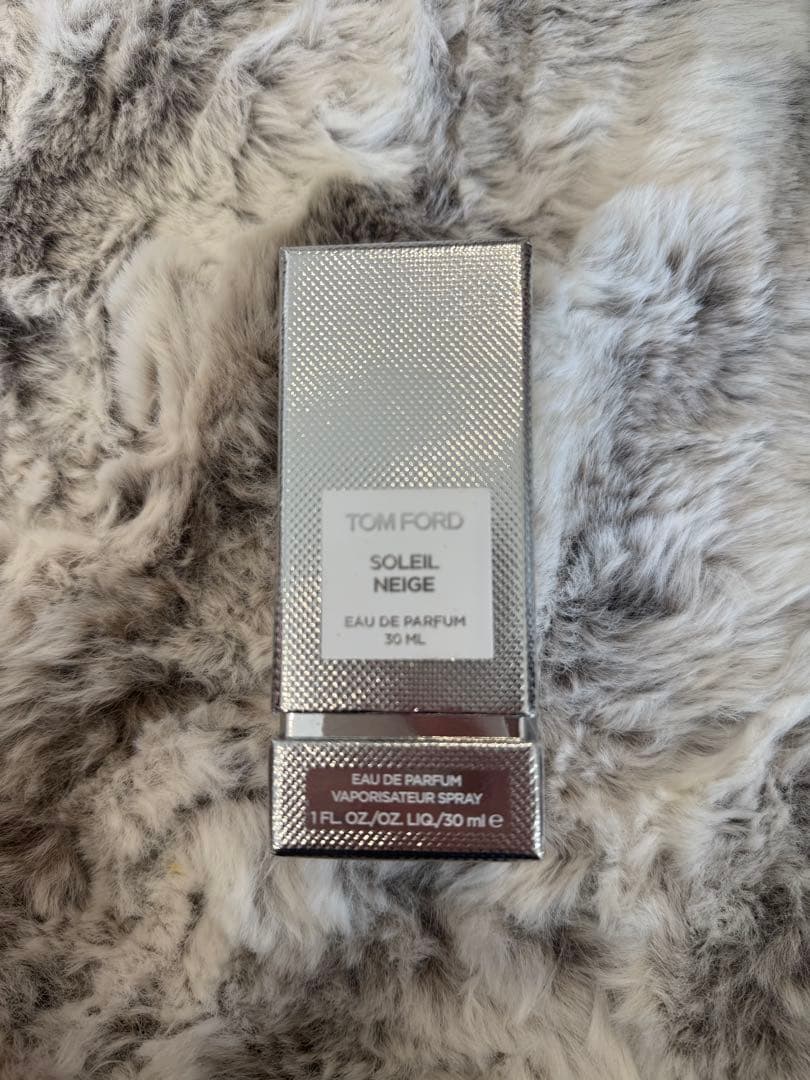 TOM FORD
SOLEIL
NEIGE
EAU DE PARFUM
30 ML
EAU DE PARFUM
VAPORISATEUR SPRAY
1 FL. OZ./OZ. LIQ./30 ml ℮